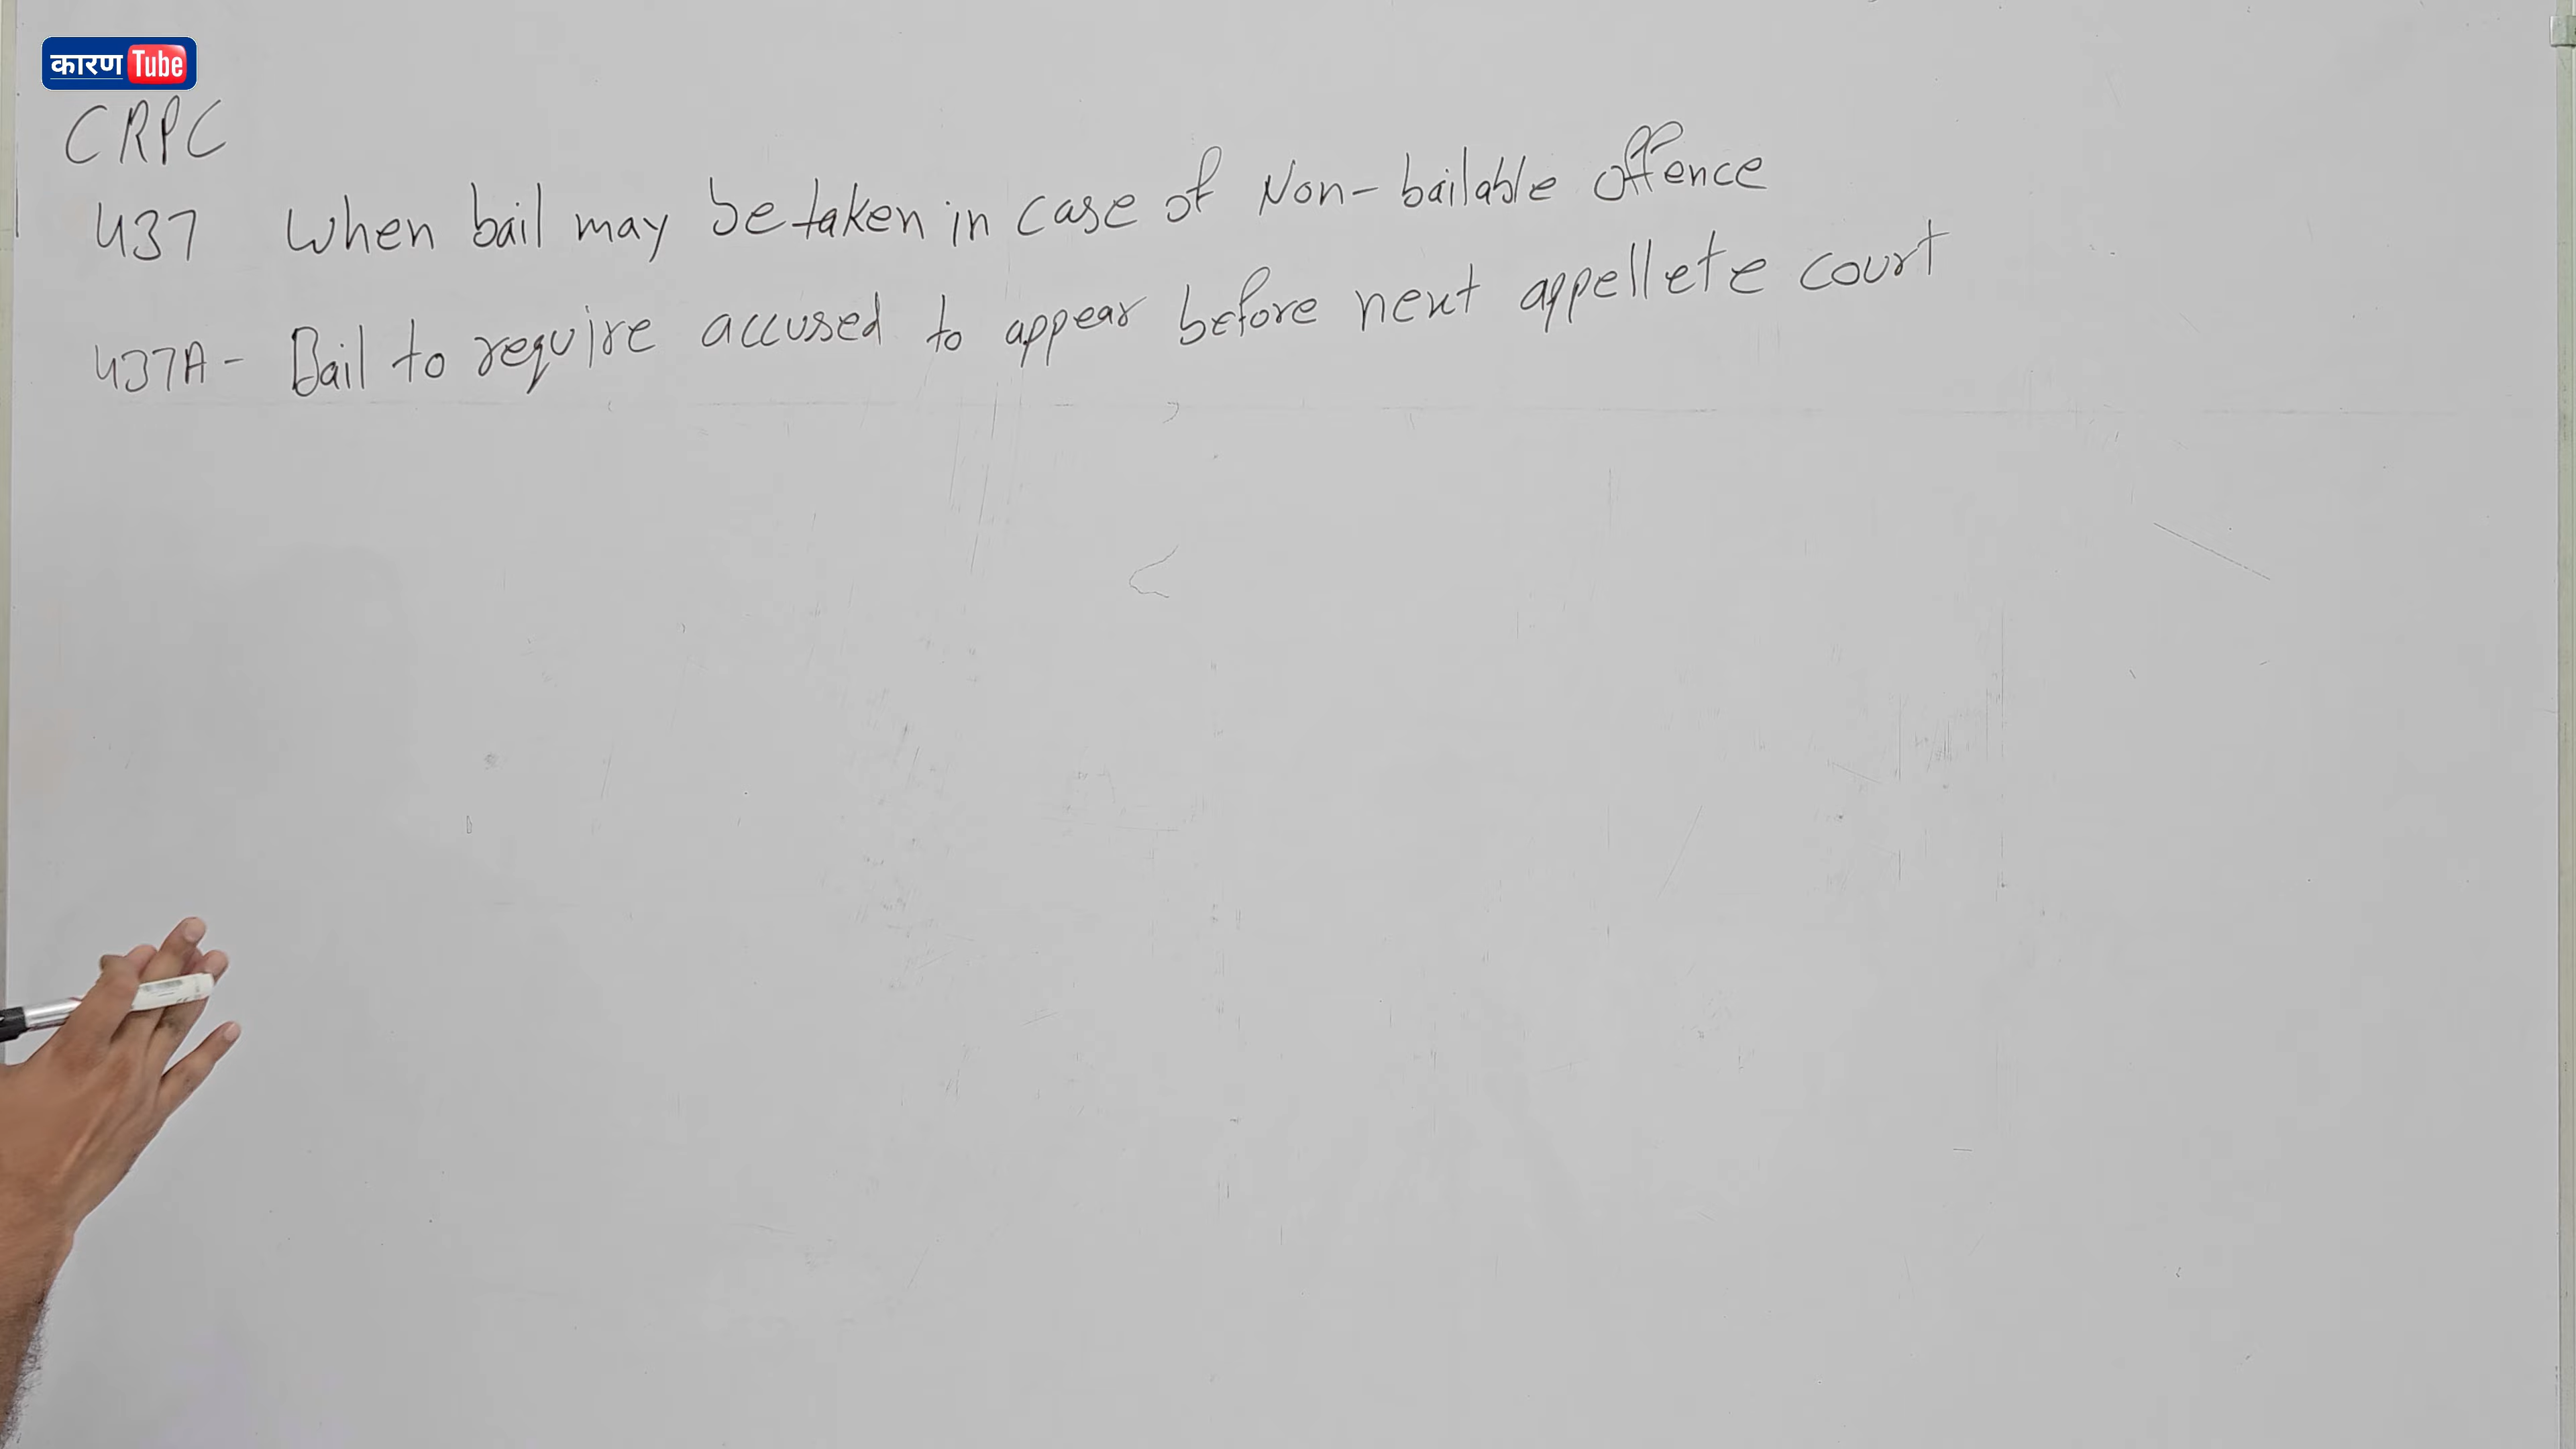 कारण Tube
CRPC
437 When bail may be taken in case of Non-bailable offence
437A- Bail to require accused to appear before next appellete court